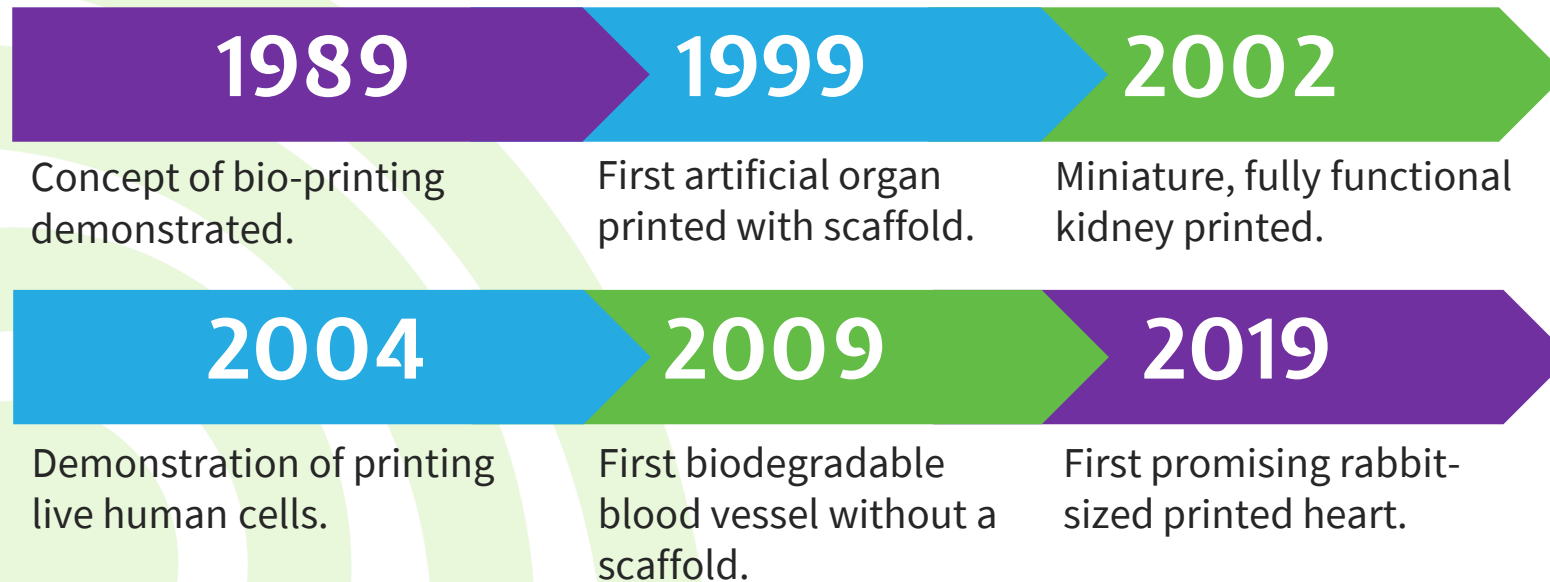 1989
Concept of bio-printing
demonstrated.
1999
First artificial organ
printed with scaffold.
2002
Miniature, fully functional
kidney printed.
2004
Demonstration of printing
live human cells.
2009
First biodegradable
blood vessel without a
scaffold.
2019
First promising rabbit-
sized printed heart.